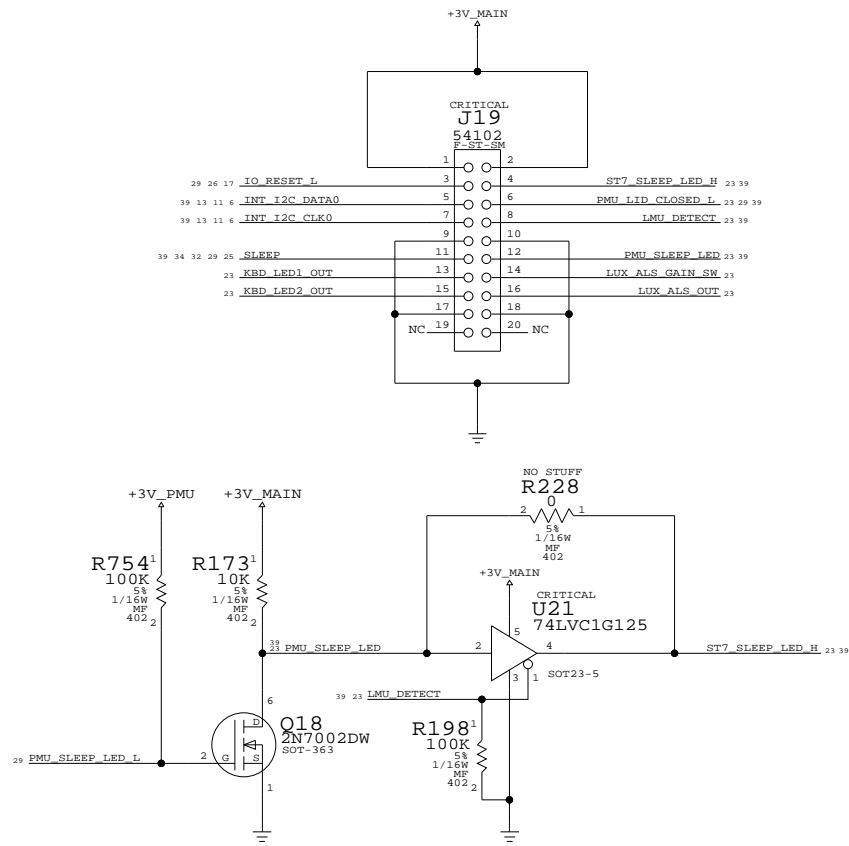 +3V_MAIN
CRITICAL
J19
54102
F-ST-SM
1 2
29 26 17 IO_RESET_L 3 4 ST7_SLEEP_LED_H 23 39
39 13 11 6 INT_I2C_DATA0 5 6 PMU_LID_CLOSED_L 23 29 39
39 13 11 6 INT_I2C_CLK0 7 8 LMU_DETECT 23 39
9 10
39 34 32 29 25 SLEEP 11 12 PMU_SLEEP_LED 23 39
23 KBD_LED1_OUT 13 14 LUX_ALS_GAIN_SW 23
23 KBD_LED2_OUT 15 16 LUX_ALS_OUT 23
17 18
NC 19 20 NC
NO STUFF
R228
0
2 1
5%
1/16W
MF
402
+3V_PMU
R754 1
100K
5%
1/16W
MF
402 2
+3V_MAIN
R173 1
10K
5%
1/16W
MF
402 2
+3V_MAIN
CRITICAL
U21
74LVC1G125
5
2 4
3 1 SOT23-5
39
23 PMU_SLEEP_LED
ST7_SLEEP_LED_H 23 39
39 23 LMU_DETECT
R198 1
100K
5%
1/16W
MF
402 2
6
D
Q18
2N7002DW
SOT-363
2 G S
1
29 PMU_SLEEP_LED_L